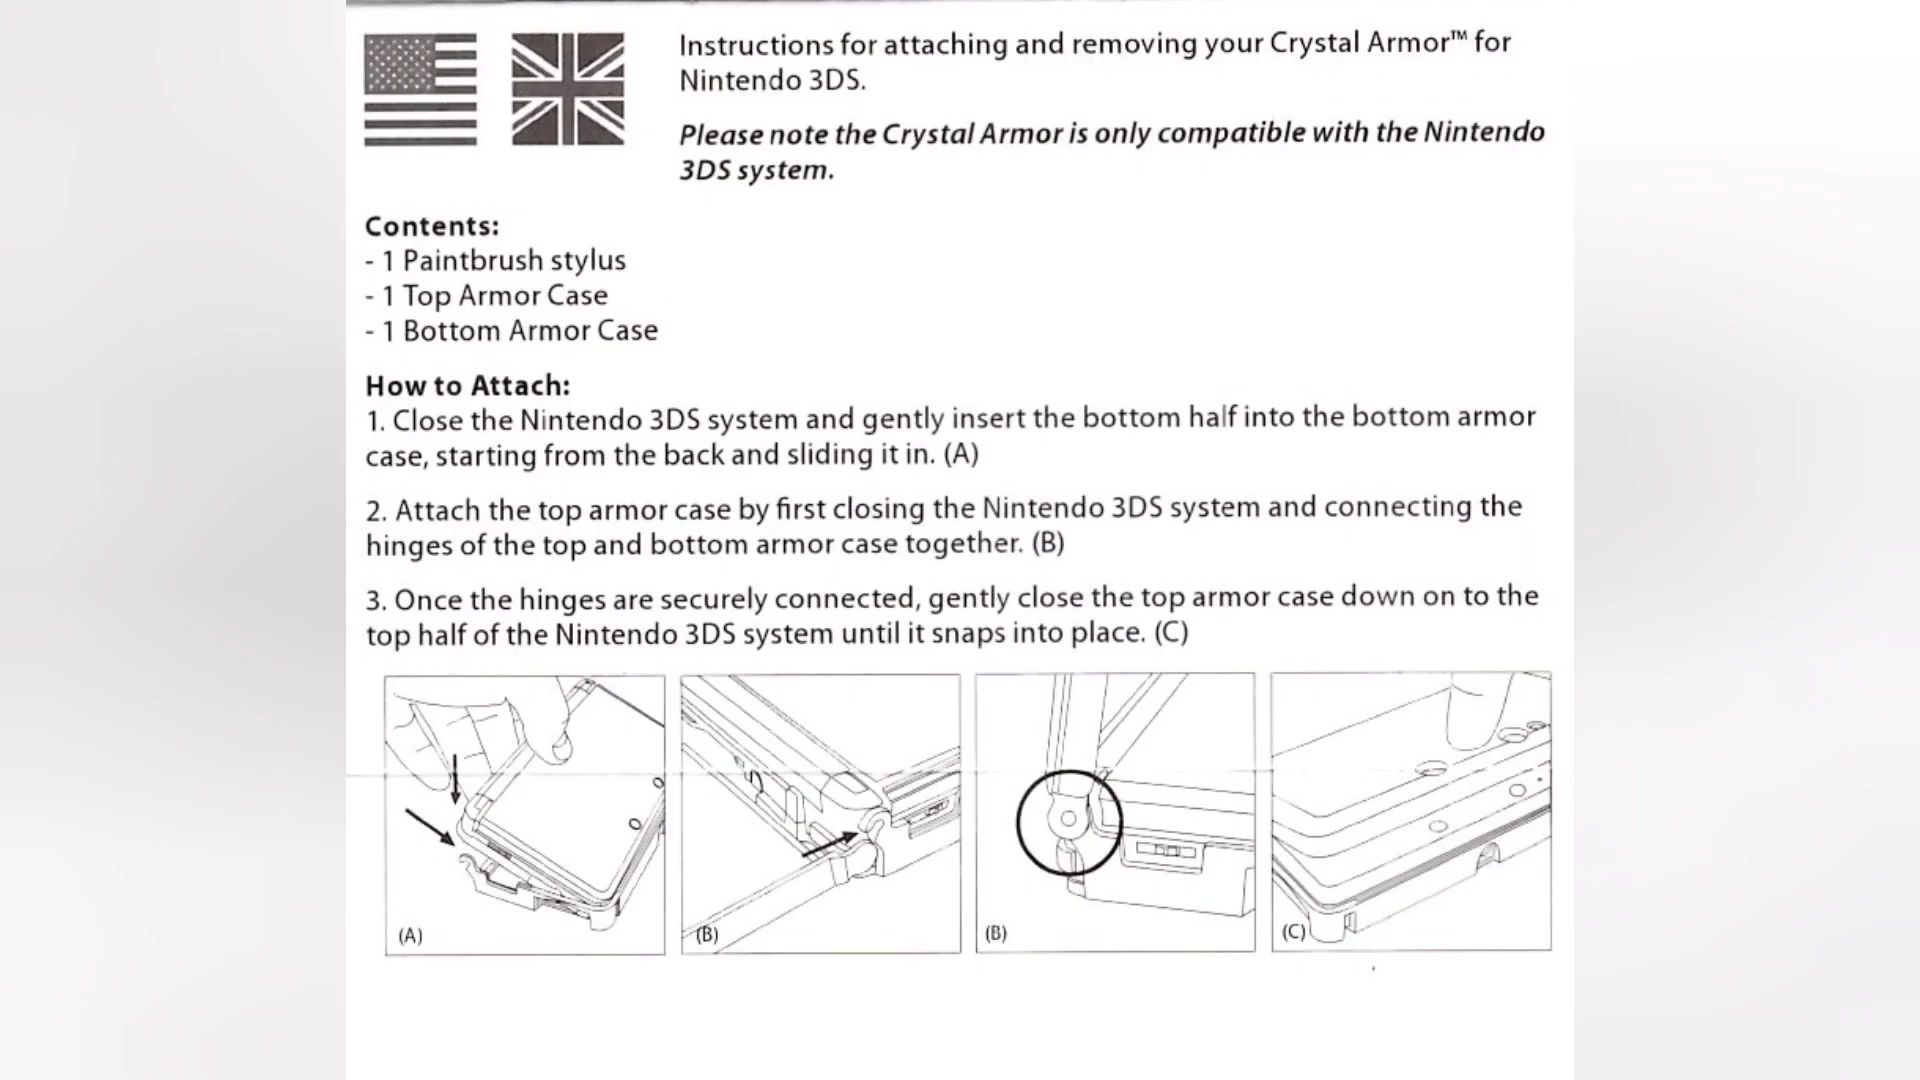 Instructions for attaching and removing your Crystal Armor™ for
Nintendo 3DS.
Please note the Crystal Armor is only compatible with the Nintendo
3DS system.
Contents:
- 1 Paintbrush stylus
- 1 Top Armor Case
- 1 Bottom Armor Case
How to Attach:
1. Close the Nintendo 3DS system and gently insert the bottom half into the bottom armor
case, starting from the back and sliding it in. (A)
2. Attach the top armor case by first closing the Nintendo 3DS system and connecting the
hinges of the top and bottom armor case together. (B)
3. Once the hinges are securely connected, gently close the top armor case down on to the
top half of the Nintendo 3DS system until it snaps into place. (C)
(A)
(B)
(B)
(C)